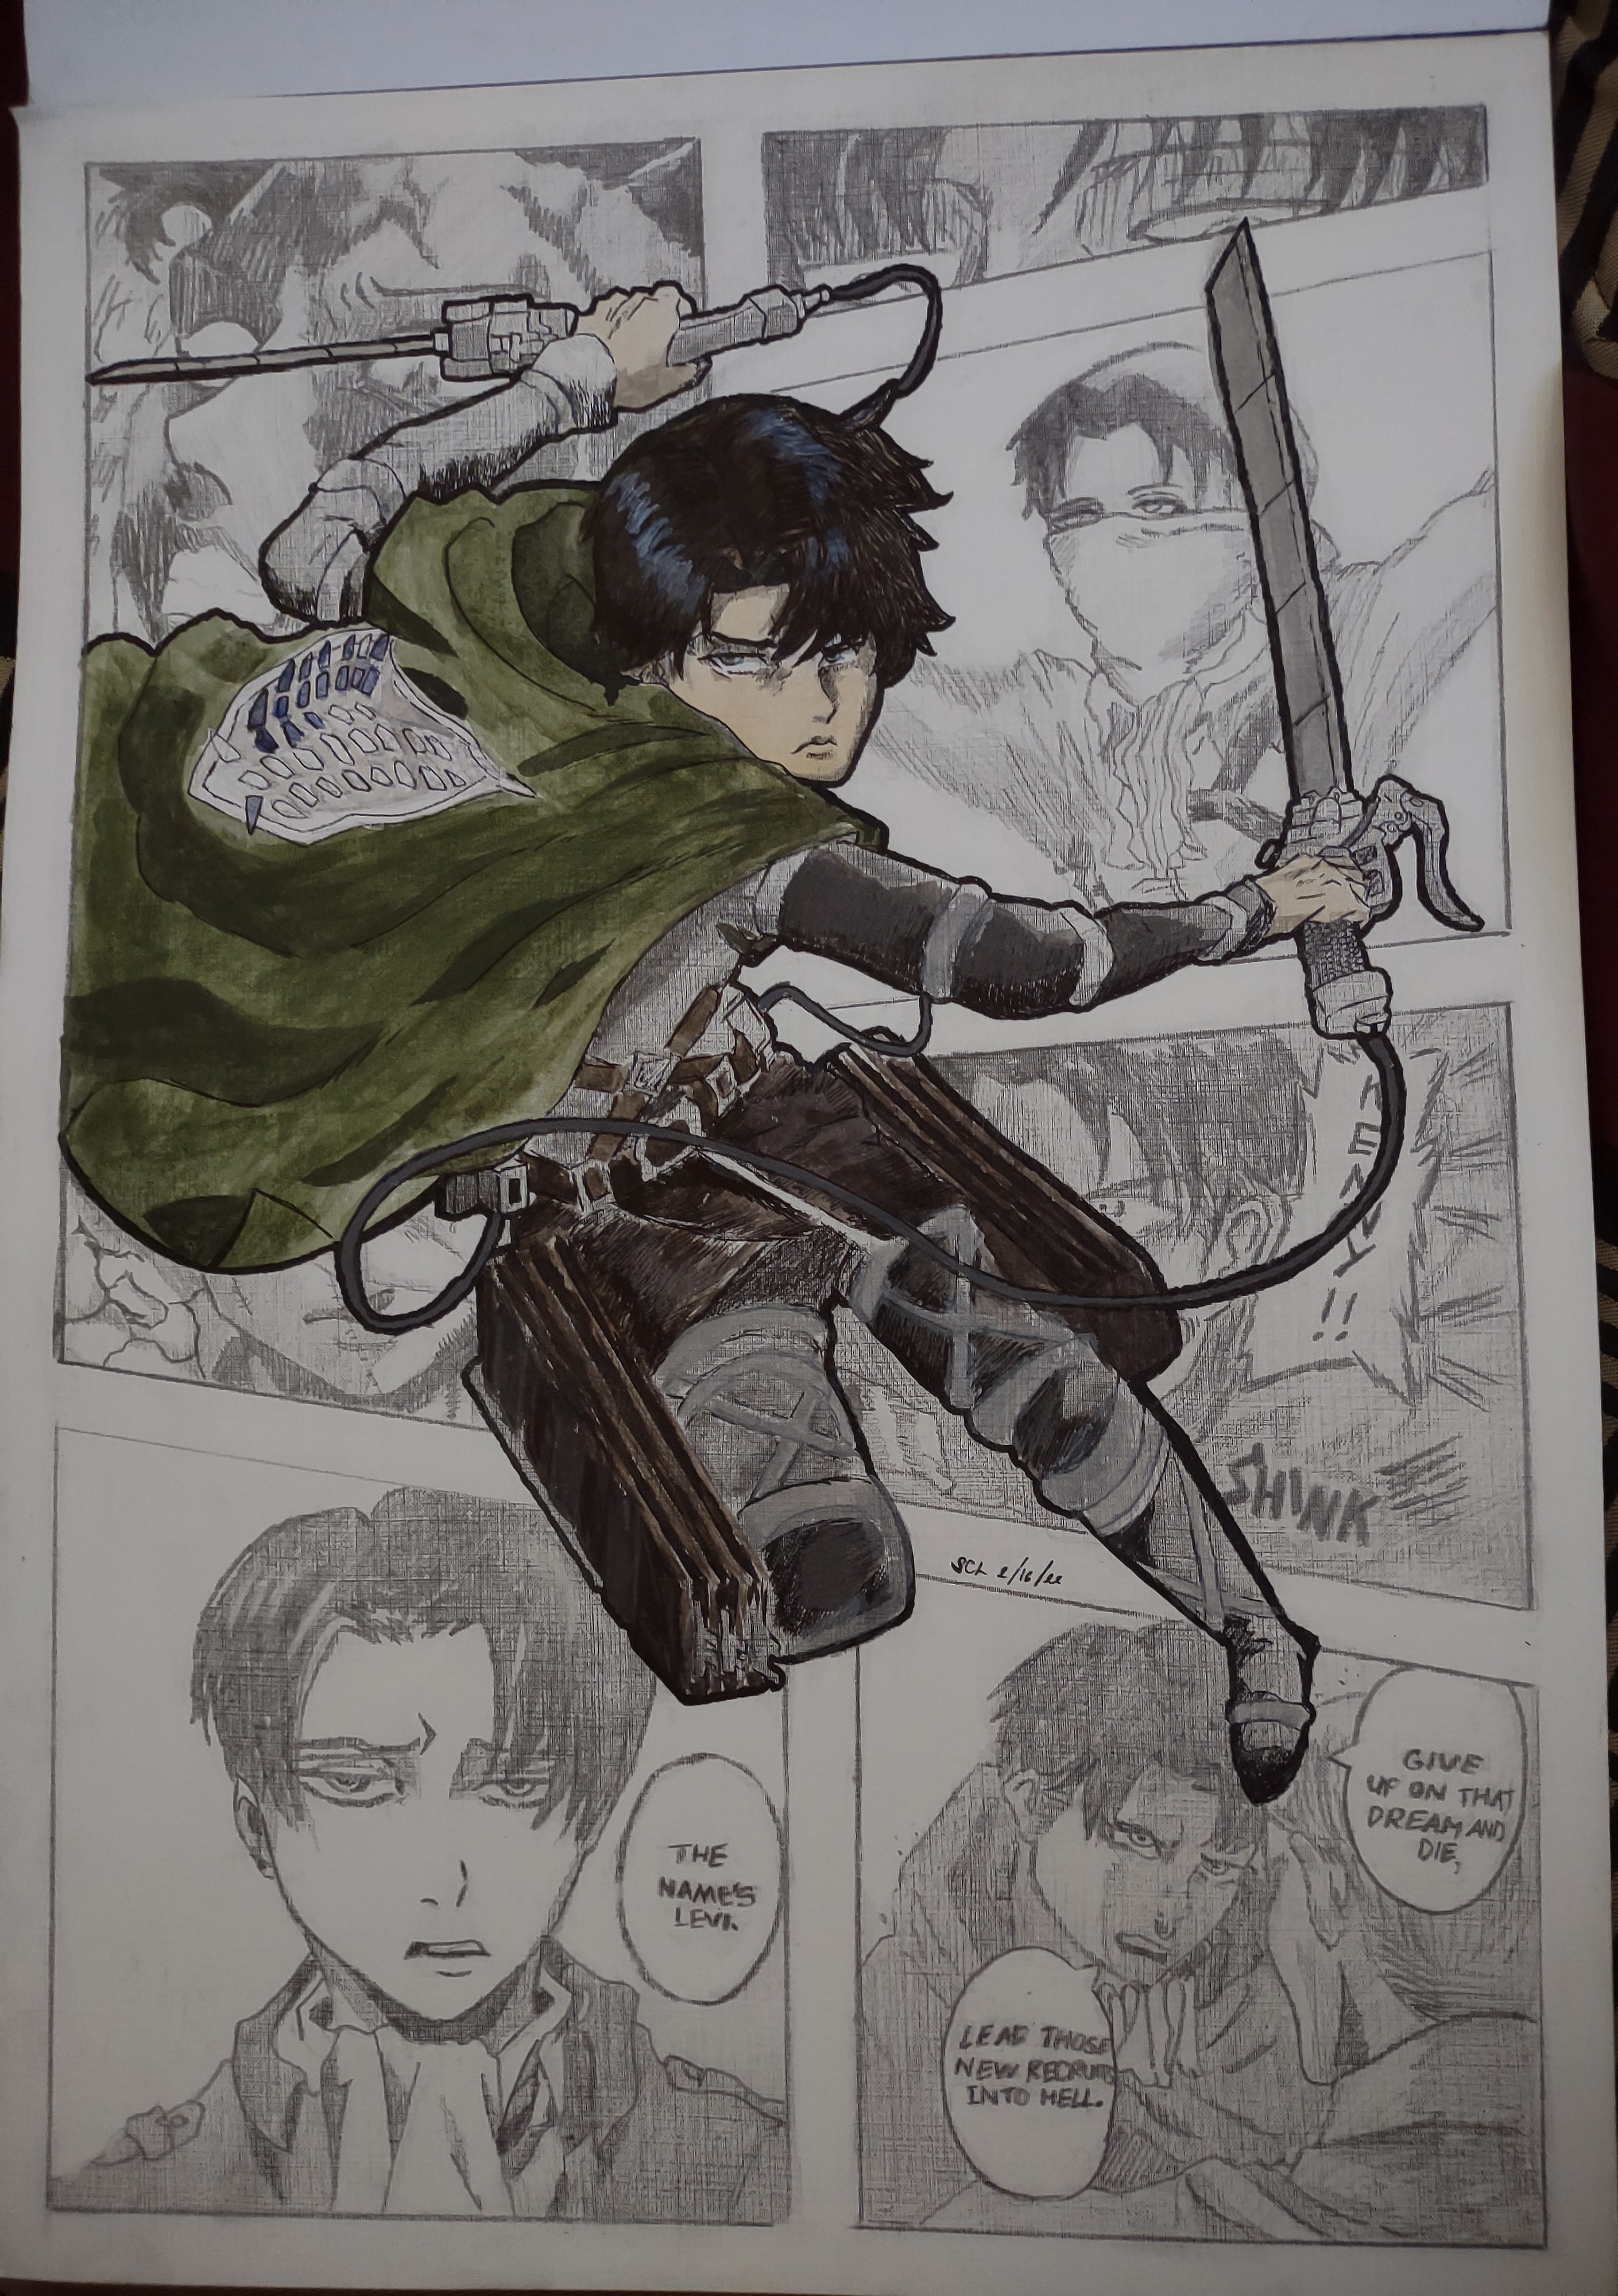 KENNY
!!
SHINK
SCL 2/16/22
THE
NAME'S
LEVI.
GIVE
UP ON THAT
DREAM AND
DIE,
LEAD THOSE
NEW RECRUITS
INTO HELL.